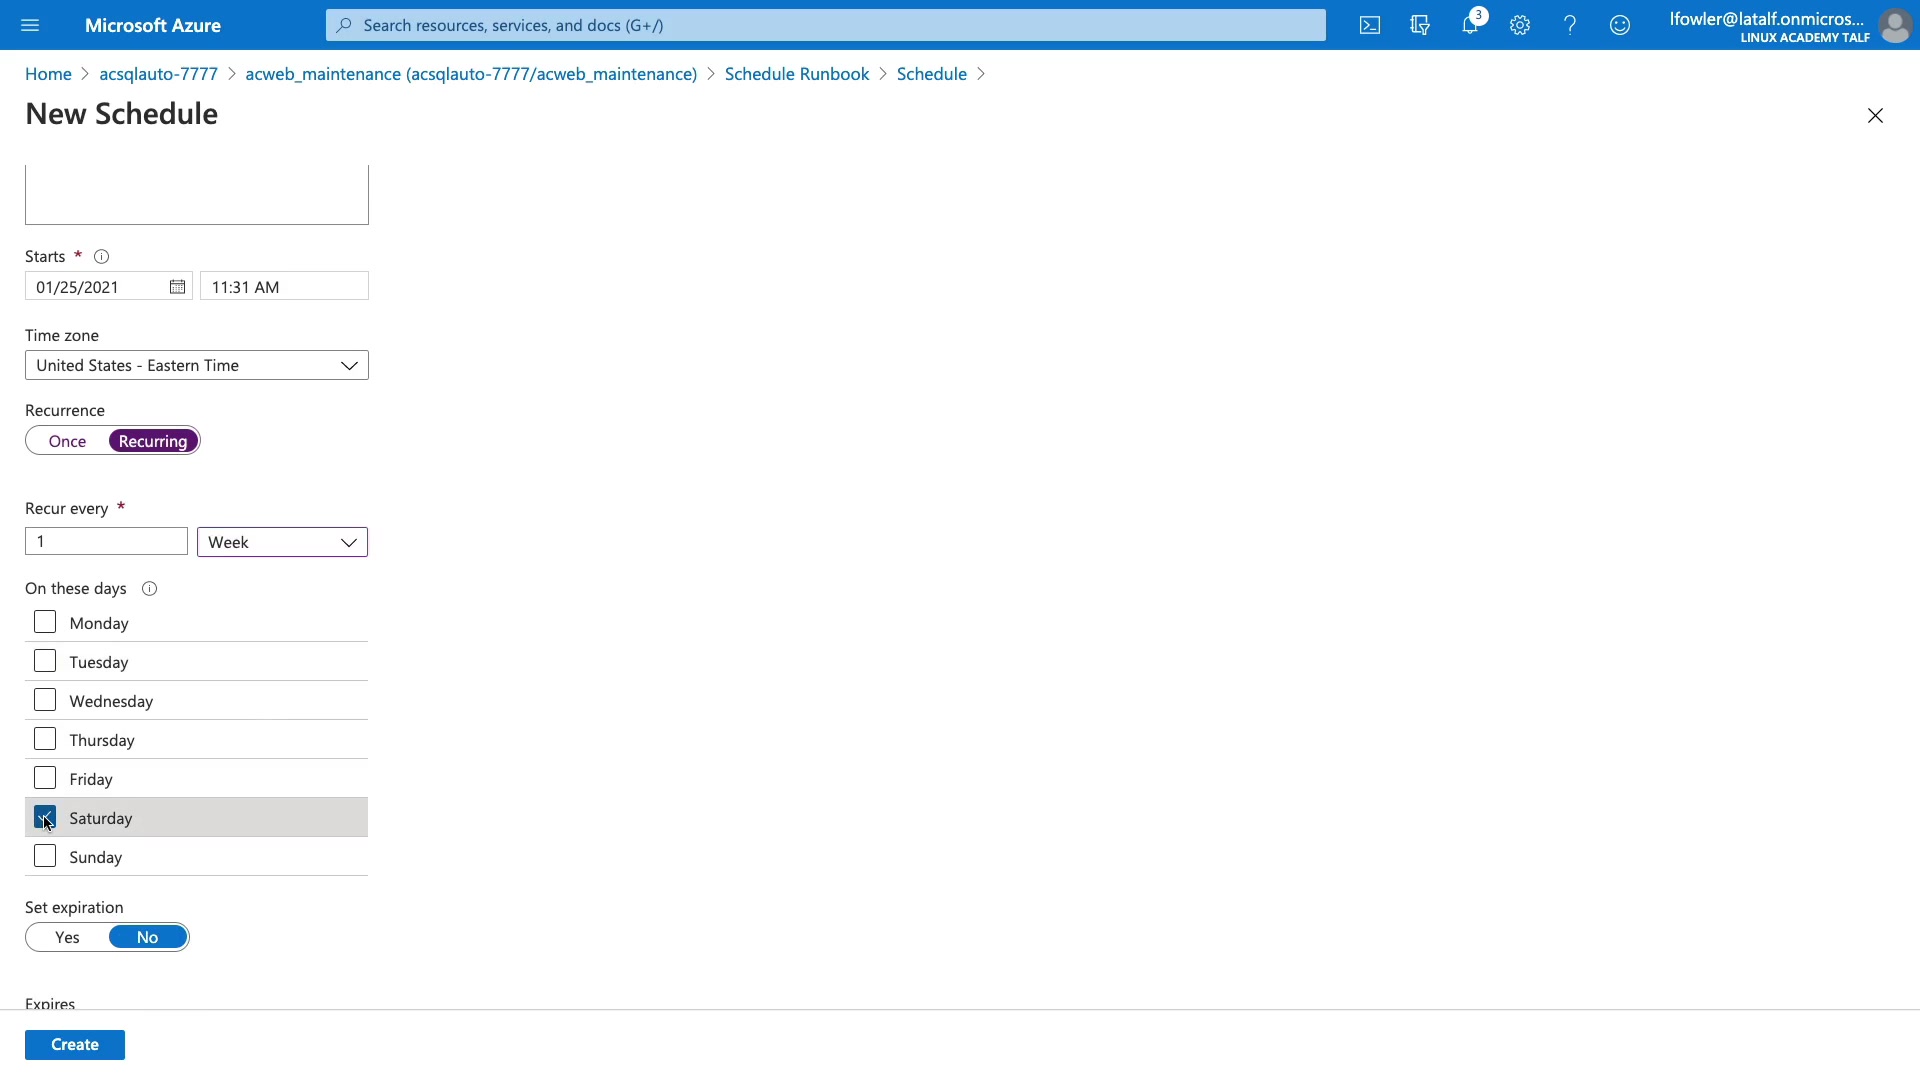 Microsoft Azure
Search resources, services, and docs (G+/)
3
lfowler@latalf.onmicros...
LINUX ACADEMY TALF
Home > acsqlauto-7777 > acweb_maintenance (acsqlauto-7777/acweb_maintenance) > Schedule Runbook > Schedule >
New Schedule
Starts *
01/25/2021 11:31 AM
Time zone
United States - Eastern Time
Recurrence
Once Recurring
Recur every *
1 Week
On these days
Monday
Tuesday
Wednesday
Thursday
Friday
Saturday
Sunday
Set expiration
Yes No
Expires
Create